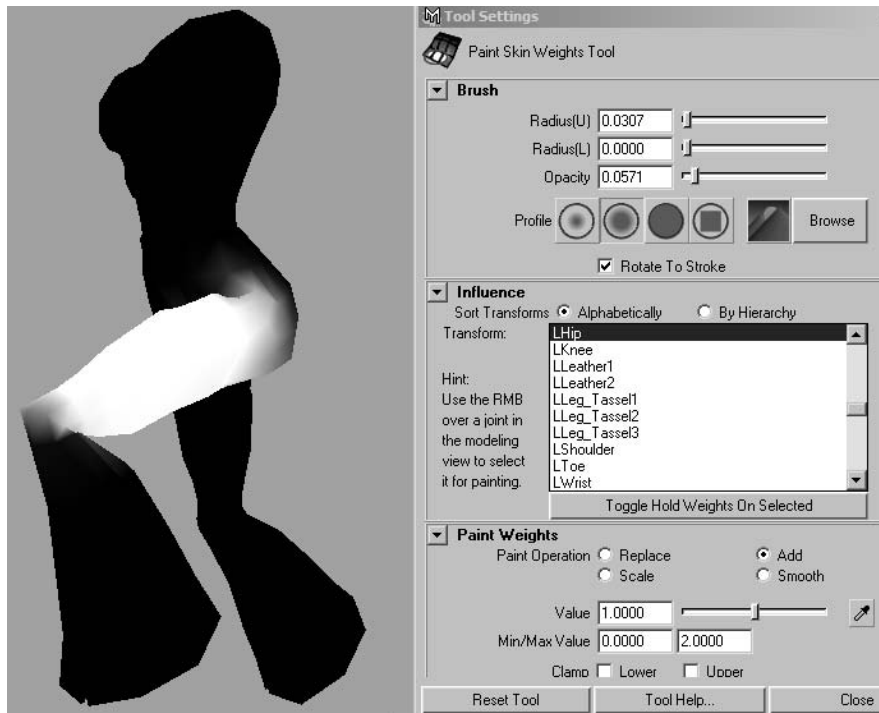 Tool Settings
Paint Skin Weights Tool
Brush
Radius(U) 0.0307
Radius(L) 0.0000
Opacity 0.0571
Profile Browse
Rotate To Stroke
Influence
Sort Transforms Alphabetically By Hierarchy
Transform:
LHip
LKnee
LLeather1
LLeather2
LLeg_Tassel1
LLeg_Tassel2
LLeg_Tassel3
LShoulder
LToe
LWrist
Hint:
Use the RMB
over a joint in
the modeling
view to select
it for painting.
Toggle Hold Weights On Selected
Paint Weights
Paint Operation Replace Add
Scale Smooth
Value 1.0000
Min/Max Value 0.0000 2.0000
Clamp Lower Upper
Reset Tool Tool Help... Close